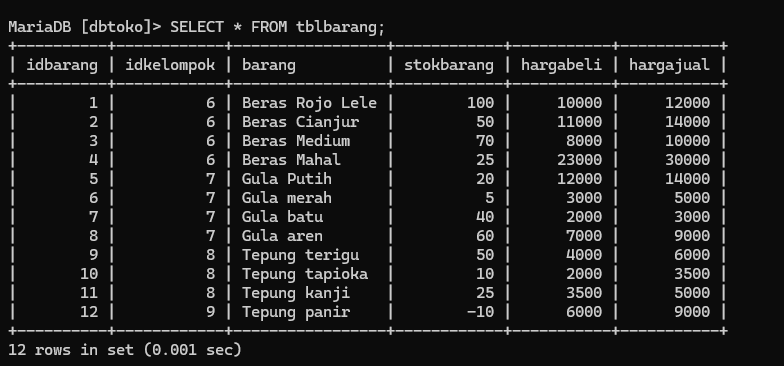 MariaDB [dbtoko]> SELECT * FROM tblbarang;
+----------+------------+-----------------+------------+-----------+-----------+
| idbarang | idkelompok | barang          | stokbarang | hargabeli | hargajual |
+----------+------------+-----------------+------------+-----------+-----------+
|        1 |          6 | Beras Rojo Lele |        100 |     10000 |     12000 |
|        2 |          6 | Beras Cianjur   |         50 |     11000 |     14000 |
|        3 |          6 | Beras Medium    |         70 |      8000 |     10000 |
|        4 |          6 | Beras Mahal     |         25 |     23000 |     30000 |
|        5 |          7 | Gula Putih      |         20 |     12000 |     14000 |
|        6 |          7 | Gula merah      |          5 |      3000 |      5000 |
|        7 |          7 | Gula batu       |         40 |      2000 |      3000 |
|        8 |          7 | Gula aren       |         60 |      7000 |      9000 |
|        9 |          8 | Tepung terigu   |         50 |      4000 |      6000 |
|       10 |          8 | Tepung tapioka  |         10 |      2000 |      3500 |
|       11 |          8 | Tepung kanji    |         25 |      3500 |      5000 |
|       12 |          9 | Tepung panir    |        -10 |      6000 |      9000 |
+----------+------------+-----------------+------------+-----------+-----------+
12 rows in set (0.001 sec)